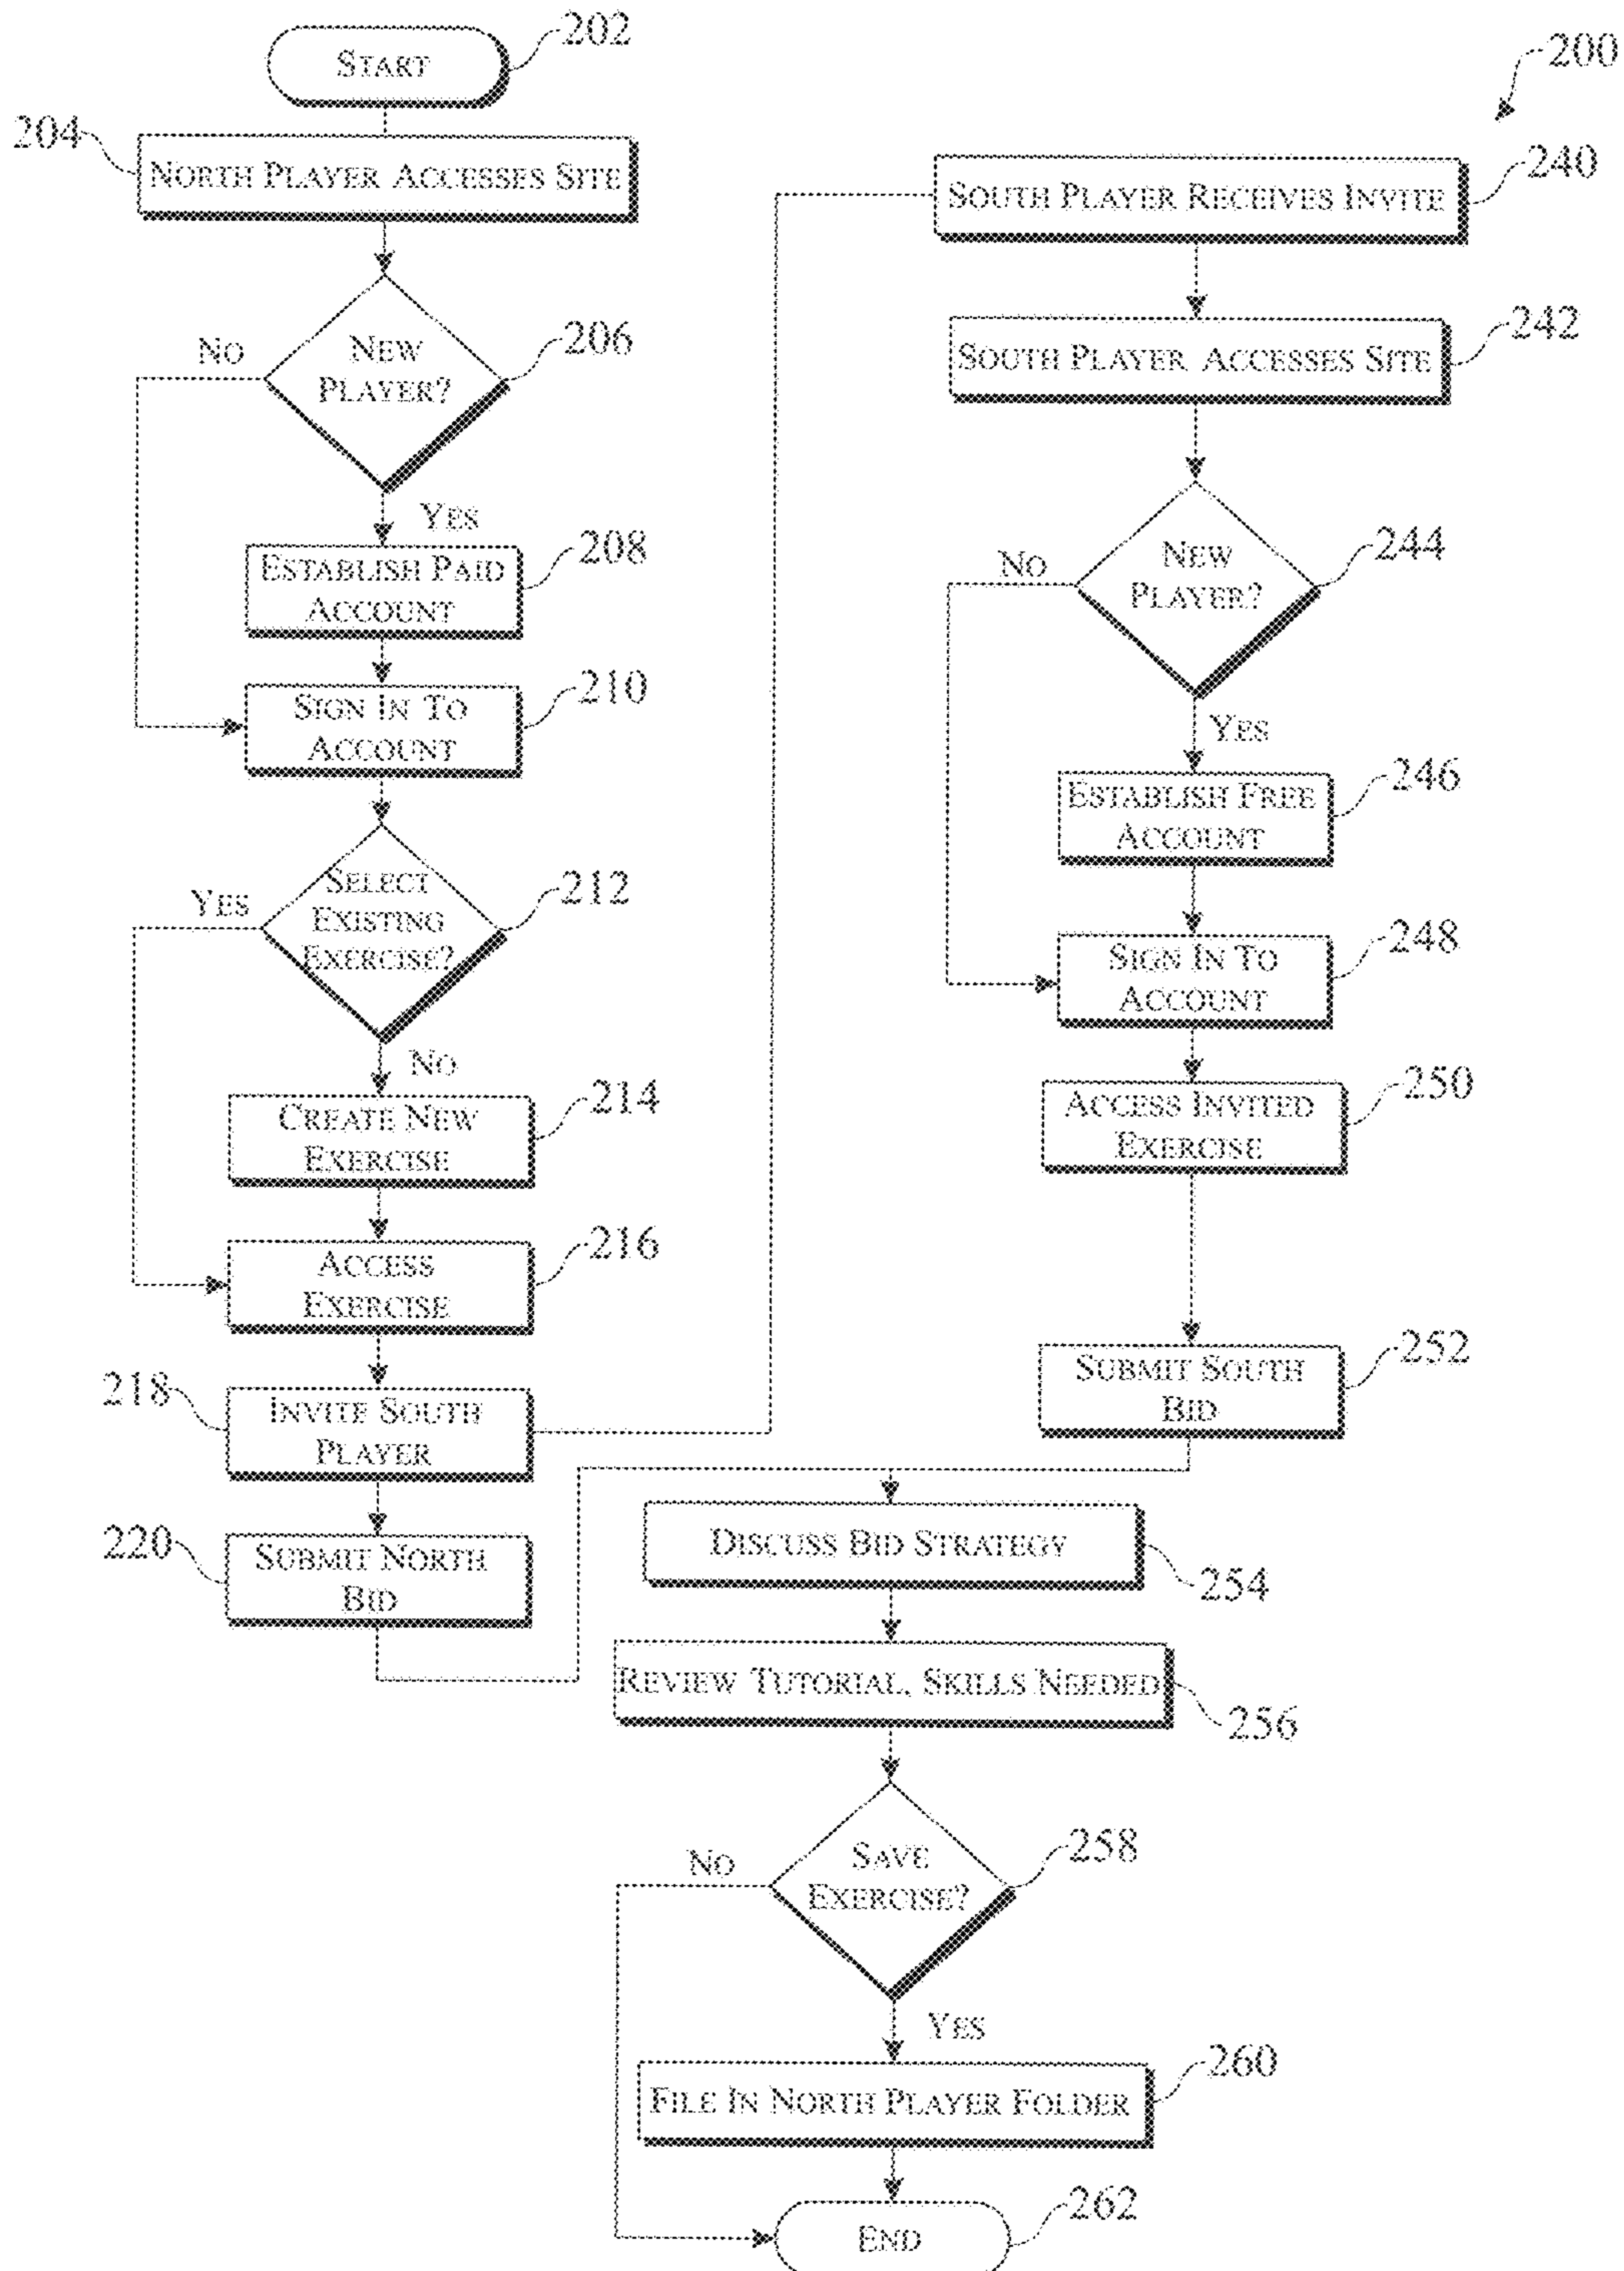 START
202
200
204
NORTH PLAYER ACCESSES SITE
NEW
PLAYER?
206
NO
YES
ESTABLISH PAID
ACCOUNT
208
SIGN IN TO
ACCOUNT
210
SELECT
EXISTING
EXERCISE?
212
YES
NO
CREATE NEW
EXERCISE
214
ACCESS
EXERCISE
216
218
INVITE SOUTH
PLAYER
220
SUBMIT NORTH
BID
SOUTH PLAYER RECEIVES INVITE
240
SOUTH PLAYER ACCESSES SITE
242
NEW
PLAYER?
244
NO
YES
ESTABLISH FREE
ACCOUNT
246
SIGN IN TO
ACCOUNT
248
ACCESS INVITED
EXERCISE
250
SUBMIT SOUTH
BID
252
DISCUSS BID STRATEGY
254
REVIEW TUTORIAL, SKILLS NEEDED
256
SAVE
EXERCISE?
258
NO
YES
FILE IN NORTH PLAYER FOLDER
260
END
262